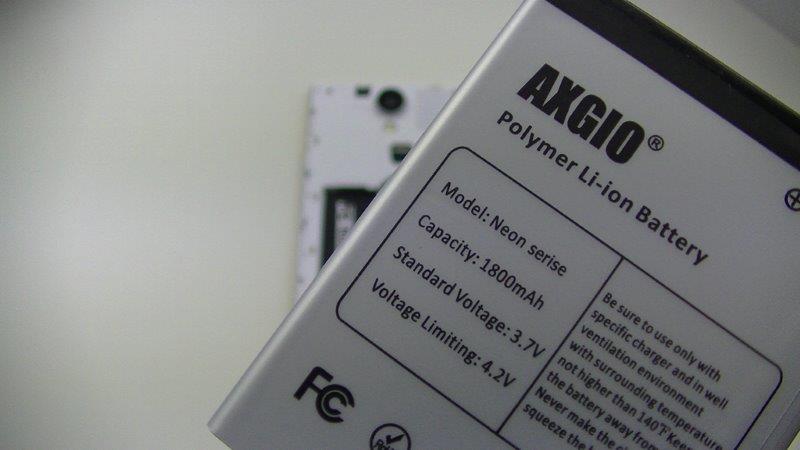 AXGIO®
Polymer Li-ion Battery
Model: Neon serise
Capacity: 1800mAh
Standard Voltage: 3.7V
Voltage Limiting: 4.2V
Be sure to use only with
specific charger and in well
ventilation environment
with surrounding temperature
not higher than 140℉ Keep
the battery away from
Never make the
squeeze the
FC